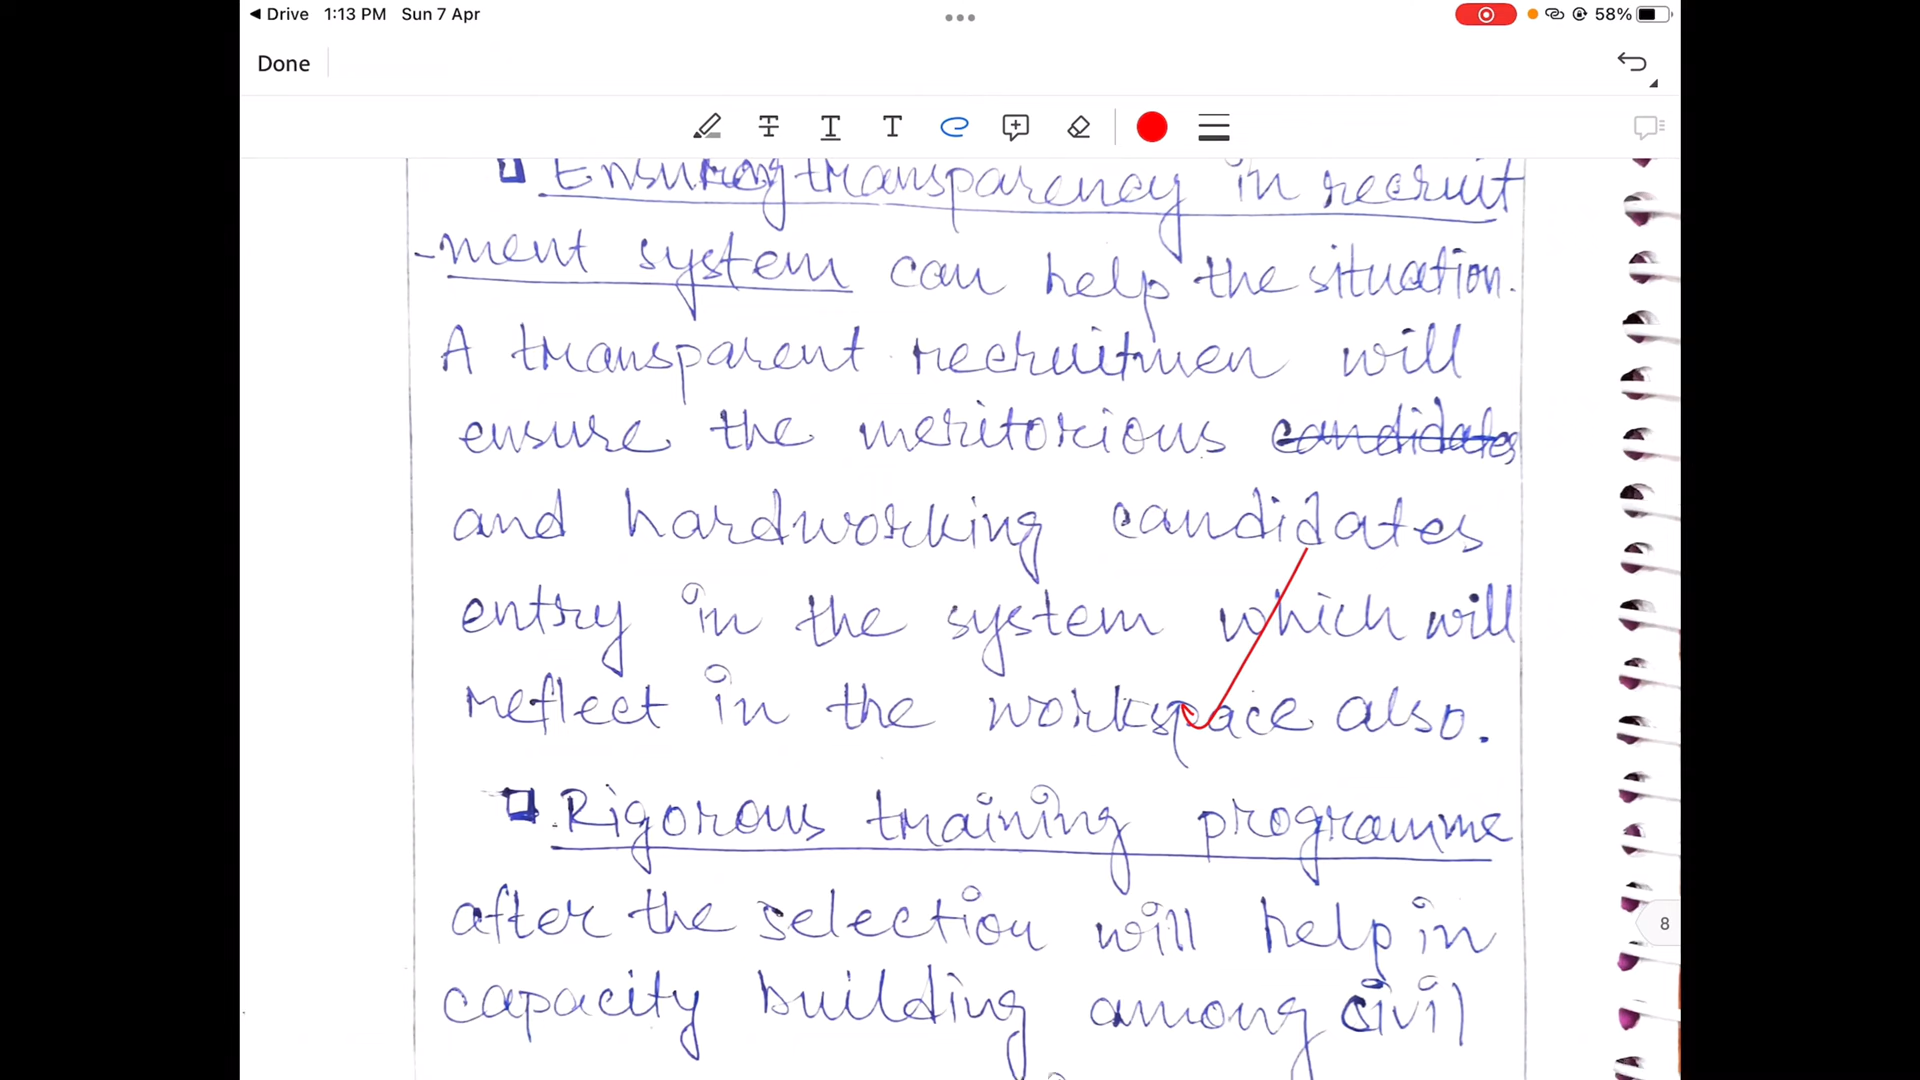 Drive 1:13 PM Sun 7 Apr 58%
Done
T T T
Ensuring transparency in recruit
-ment system can help the situation.
A transparent recruitmen will
ensure the meritorious candidates
and hardworking candidates
entry in the system which will
reflect in the workspace also.
Rigorous training programme
after the selection will help in
8
capacity building among civil